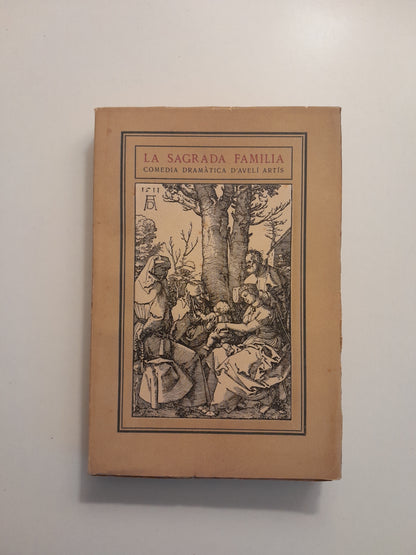 LA SAGRADA FAMILIA
COMEDIA DRAMÀTICA D'AVELÍ ARTÍS
1511
AD